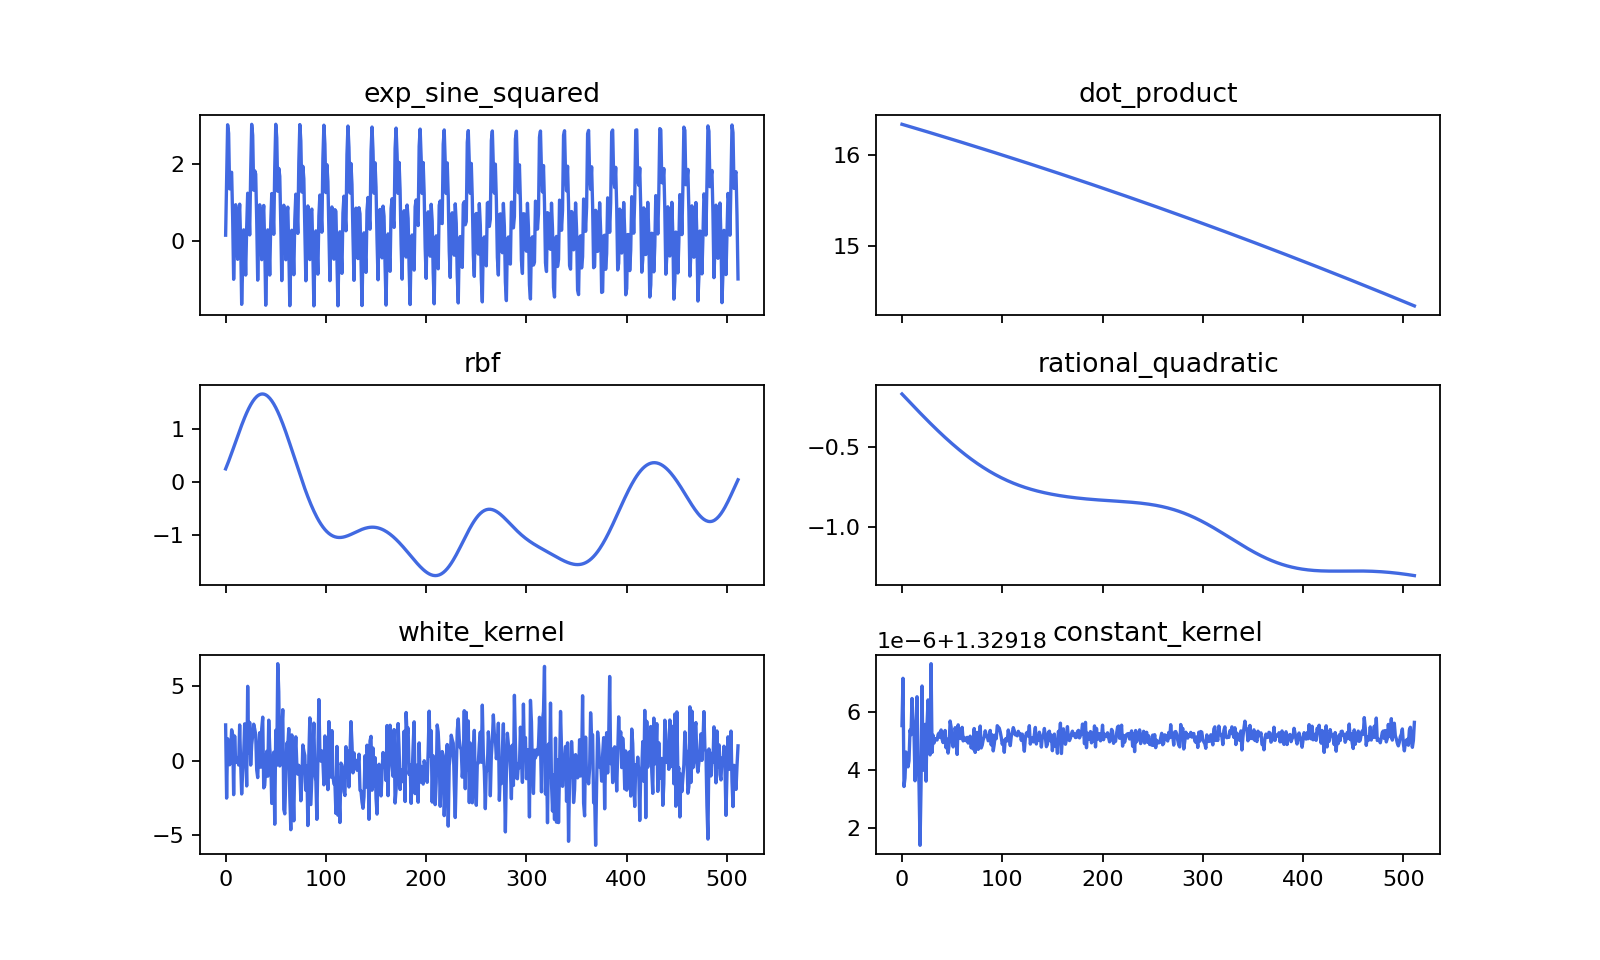 exp_sine_squared
2
0
dot_product
16
15
rbf
1
0
−1
rational_quadratic
−0.5
−1.0
white_kernel
5
0
−5
0 100 200 300 400 500
1e−6+1.32918 constant_kernel
6
4
2
0 100 200 300 400 500